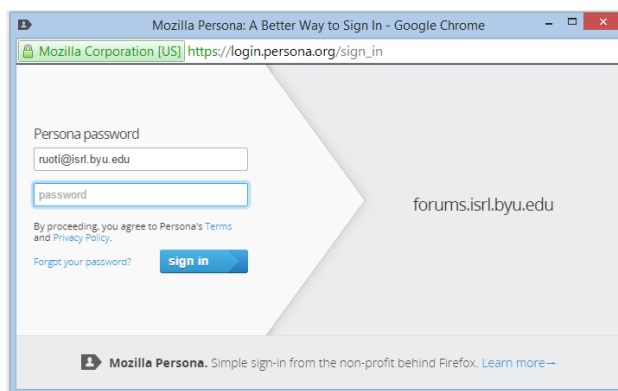 Mozilla Persona: A Better Way to Sign In - Google Chrome
Mozilla Corporation [US] https://login.persona.org/sign_in
Persona password
ruoti@isrl.byu.edu
password
By proceeding, you agree to Persona's Terms
and Privacy Policy.
Forgot your password?
sign in
forums.isrl.byu.edu
Mozilla Persona. Simple sign-in from the non-profit behind Firefox. Learn more→